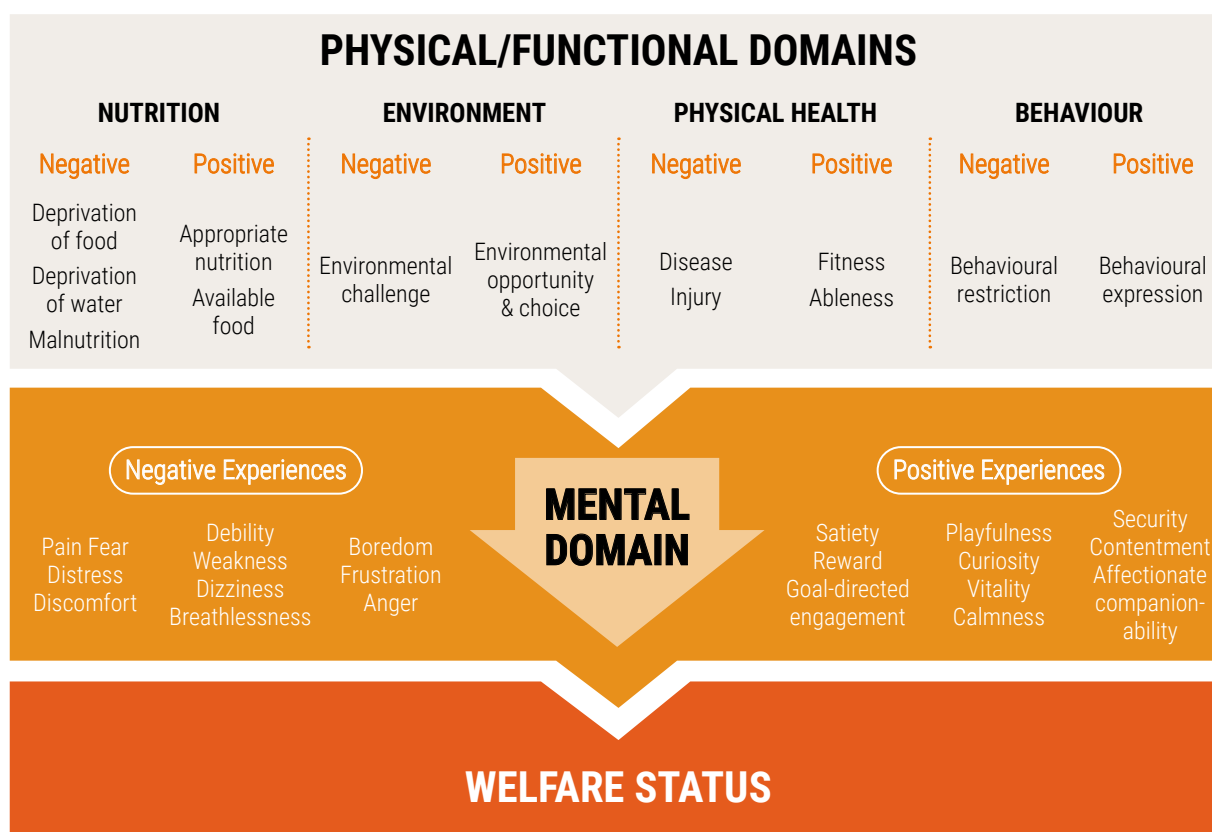 PHYSICAL/FUNCTIONAL DOMAINS
NUTRITION
Negative
Deprivation
of food
Deprivation
of water
Malnutrition
Positive
Appropriate
nutrition
Available
food
ENVIRONMENT
Negative
Environmental
challenge
Positive
Environmental
opportunity
& choice
PHYSICAL HEALTH
Negative
Disease
Injury
Positive
Fitness
Ableness
BEHAVIOUR
Negative
Behavioural
restriction
Positive
Behavioural
expression
Negative Experiences
Pain Fear
Distress
Discomfort
Debility
Weakness
Dizziness
Breathlessness
Boredom
Frustration
Anger
MENTAL
DOMAIN
Positive Experiences
Satiety
Reward
Goal-directed
engagement
Playfulness
Curiosity
Vitality
Calmness
Security
Contentment
Affectionate
companion-
ability
WELFARE STATUS